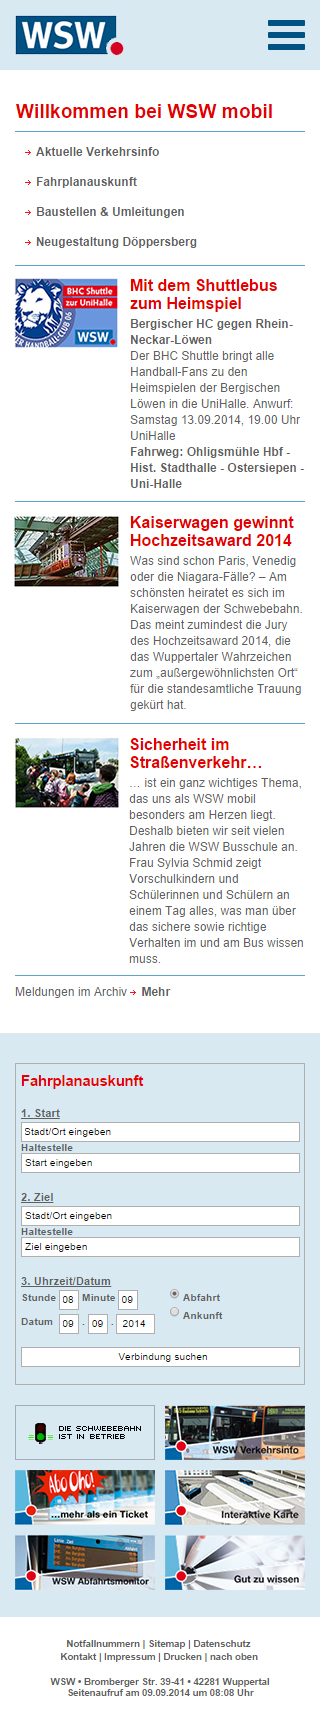 WSW.
Willkommen bei WSW mobil
Aktuelle Verkehrsinfo
Fahrplanauskunft
Baustellen & Umleitungen
Neugestaltung Döppersberg
BHC Shuttle
zur UniHalle
WSW.
Mit dem Shuttlebus
zum Heimspiel
Bergischer HC gegen Rhein-
Neckar-Löwen
Der BHC Shuttle bringt alle
Handball-Fans zu den
Heimspielen der Bergischen
Löwen in die UniHalle. Anwurf:
Samstag 13.09.2014, 19.00 Uhr
UniHalle
Fahrweg: Ohligsmühle Hbf -
Hist. Stadthalle - Ostersiepen -
Uni-Halle
Kaiserwagen gewinnt
Hochzeitsaward 2014
Was sind schon Paris, Venedig
oder die Niagara-Fälle? – Am
schönsten heiratet es sich im
Kaiserwagen der Schwebebahn.
Das meint zumindest die Jury
des Hochzeitsaward 2014, die
das Wuppertaler Wahrzeichen
zum „außergewöhnlichsten Ort“
für die standesamtliche Trauung
gekürt hat.
Sicherheit im
Straßenverkehr…
… ist ein ganz wichtiges Thema,
das uns als WSW mobil
besonders am Herzen liegt.
Deshalb bieten wir seit vielen
Jahren die WSW Busschule an.
Frau Sylvia Schmid zeigt
Vorschulkindern und
Schülerinnen und Schülern an
einem Tag alles, was man über
das sichere sowie richtige
Verhalten im und am Bus wissen
muss.
Meldungen im Archiv Mehr
Fahrplanauskunft
1. Start
Stadt/Ort eingeben
Haltestelle
Start eingeben
2. Ziel
Stadt/Ort eingeben
Haltestelle
Ziel eingeben
3. Uhrzeit/Datum
Stunde 08 Minute 09 Abfahrt
Ankunft
Datum 09 . 09 . 2014
Verbindung suchen
DIE SCHWEBEBAHN
IST IN BETRIEB
WSW Verkehrsinfo
Abo Oho!
...mehr als ein Ticket
Interaktive Karte
WSW Abfahrtsmonitor
Gut zu wissen
Notfallnummern | Sitemap | Datenschutz
Kontakt | Impressum | Drucken | nach oben
WSW • Bromberger Str. 39-41 • 42281 Wuppertal
Seitenaufruf am 09.09.2014 um 08:08 Uhr